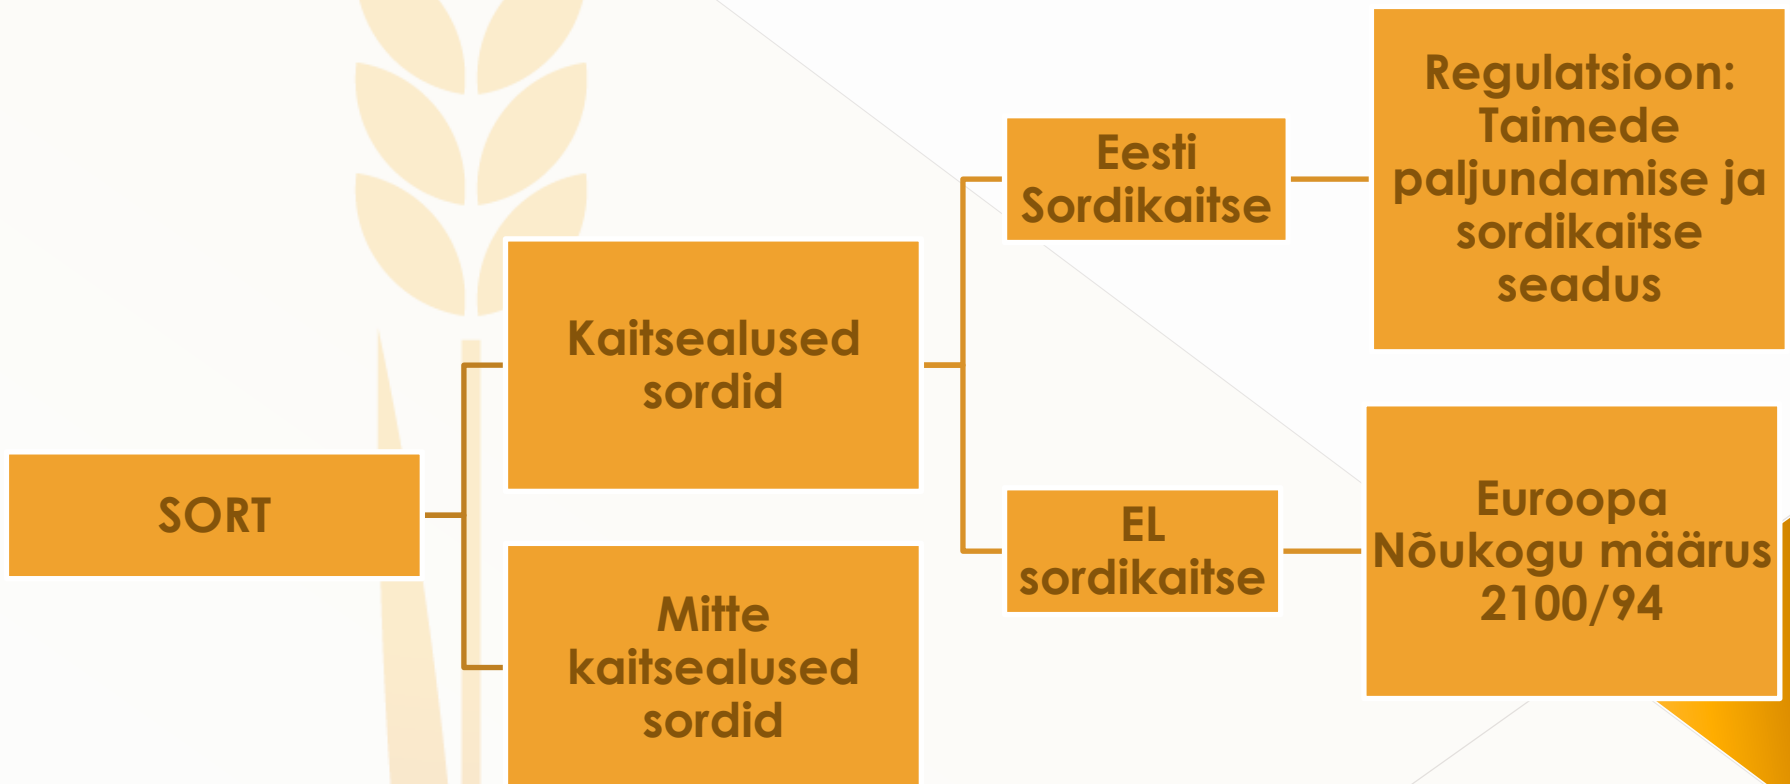 SORT
Kaitsealused
sordid
Mitte
kaitsealused
sordid
Eesti
Sordikaitse
EL
sordikaitse
Regulatsioon:
Taimede
paljundamise ja
sordikaitse
seadus
Euroopa
Nõukogu määrus
2100/94